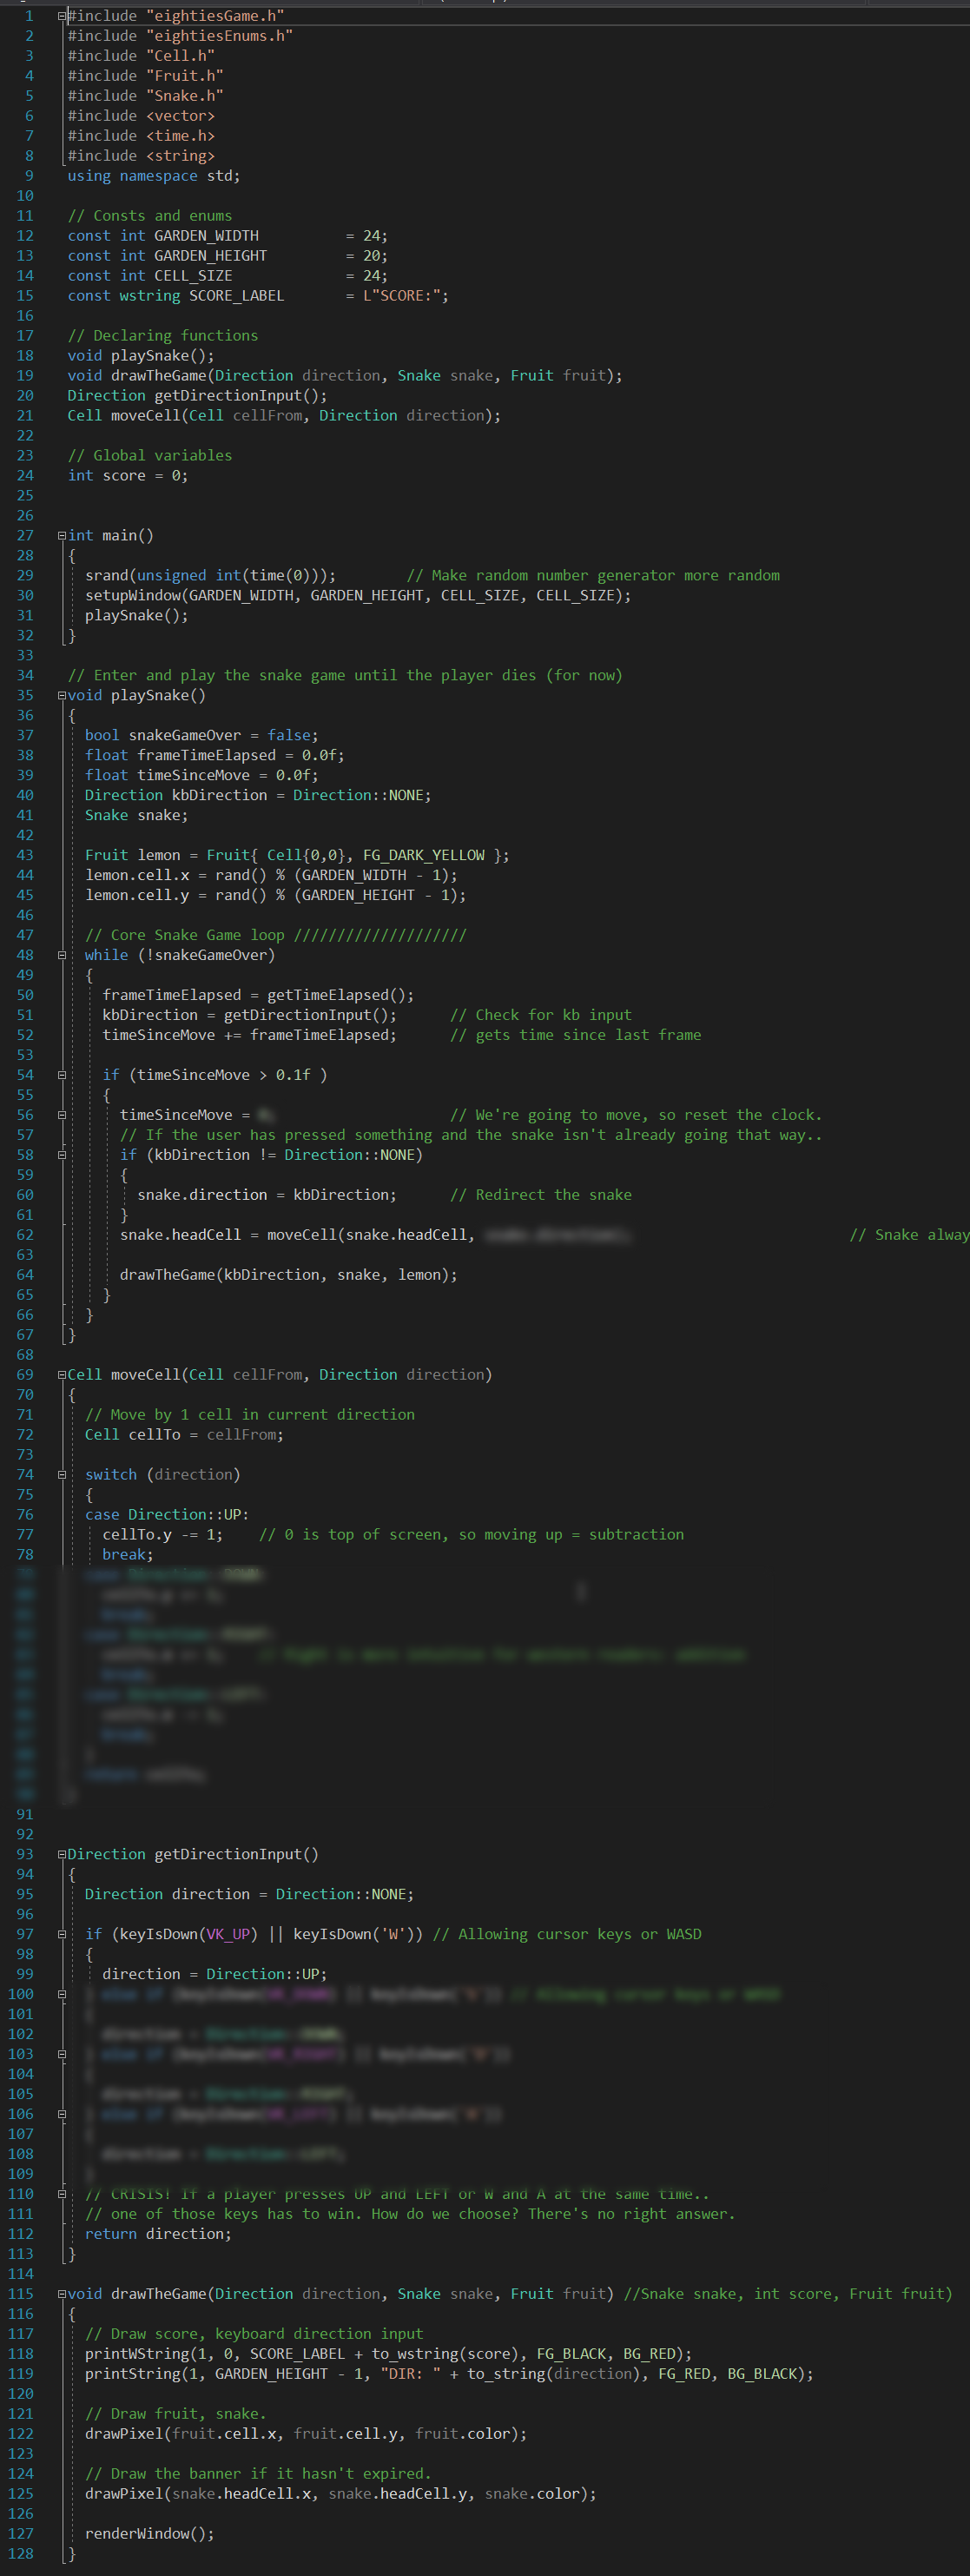 1 #include "eightiesGame.h"
2 #include "eightiesEnums.h"
3 #include "Cell.h"
4 #include "Fruit.h"
5 #include "Snake.h"
6 #include <vector>
7 #include <time.h>
8 #include <string>
9 using namespace std;
10
11 // Consts and enums
12 const int GARDEN_WIDTH = 24;
13 const int GARDEN_HEIGHT = 20;
14 const int CELL_SIZE = 24;
15 const wstring SCORE_LABEL = L"SCORE:";
16
17 // Declaring functions
18 void playSnake();
19 void drawTheGame(Direction direction, Snake snake, Fruit fruit);
20 Direction getDirectionInput();
21 Cell moveCell(Cell cellFrom, Direction direction);
22
23 // Global variables
24 int score = 0;
25
26
27 int main()
28 {
29 srand(unsigned int(time(0))); // Make random number generator more random
30 setupWindow(GARDEN_WIDTH, GARDEN_HEIGHT, CELL_SIZE, CELL_SIZE);
31 playSnake();
32 }
33
34 // Enter and play the snake game until the player dies (for now)
35 void playSnake()
36 {
37 bool snakeGameOver = false;
38 float frameTimeElapsed = 0.0f;
39 float timeSinceMove = 0.0f;
40 Direction kbDirection = Direction::NONE;
41 Snake snake;
42
43 Fruit lemon = Fruit{ Cell{0,0}, FG_DARK_YELLOW };
44 lemon.cell.x = rand() % (GARDEN_WIDTH - 1);
45 lemon.cell.y = rand() % (GARDEN_HEIGHT - 1);
46
47 // Core Snake Game loop ////////////////////
48 while (!snakeGameOver)
49 {
50 frameTimeElapsed = getTimeElapsed();
51 kbDirection = getDirectionInput(); // Check for kb input
52 timeSinceMove += frameTimeElapsed; // gets time since last frame
53
54 if (timeSinceMove > 0.1f )
55 {
56 timeSinceMove = // We're going to move, so reset the clock.
57 // If the user has pressed something and the snake isn't already going that way..
58 if (kbDirection != Direction::NONE)
59 {
60 snake.direction = kbDirection; // Redirect the snake
61 }
62 snake.headCell = moveCell(snake.headCell, // Snake alway
63
64 drawTheGame(kbDirection, snake, lemon);
65 }
66 }
67 }
68
69 Cell moveCell(Cell cellFrom, Direction direction)
70 {
71 // Move by 1 cell in current direction
72 Cell cellTo = cellFrom;
73
74 switch (direction)
75 {
76 case Direction::UP:
77 cellTo.y -= 1; // 0 is top of screen, so moving up = subtraction
78 break;
91
92
93 Direction getDirectionInput()
94 {
95 Direction direction = Direction::NONE;
96
97 if (keyIsDown(VK_UP) || keyIsDown('W')) // Allowing cursor keys or WASD
98 {
99 direction = Direction::UP;
100
101
102
103
104
105
106
107
108
109
110 // CRISIS! If a player presses UP and LEFT or W and A at the same time..
111 // one of those keys has to win. How do we choose? There's no right answer.
112 return direction;
113 }
114
115 void drawTheGame(Direction direction, Snake snake, Fruit fruit) //Snake snake, int score, Fruit fruit)
116 {
117 // Draw score, keyboard direction input
118 printWString(1, 0, SCORE_LABEL + to_wstring(score), FG_BLACK, BG_RED);
119 printString(1, GARDEN_HEIGHT - 1, "DIR: " + to_string(direction), FG_RED, BG_BLACK);
120
121 // Draw fruit, snake.
122 drawPixel(fruit.cell.x, fruit.cell.y, fruit.color);
123
124 // Draw the banner if it hasn't expired.
125 drawPixel(snake.headCell.x, snake.headCell.y, snake.color);
126
127 renderWindow();
128 }